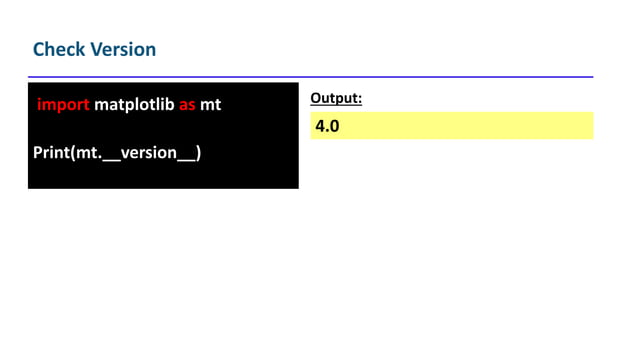 Check Version
import matplotlib as mt
Print(mt.__version__)
Output:
4.0